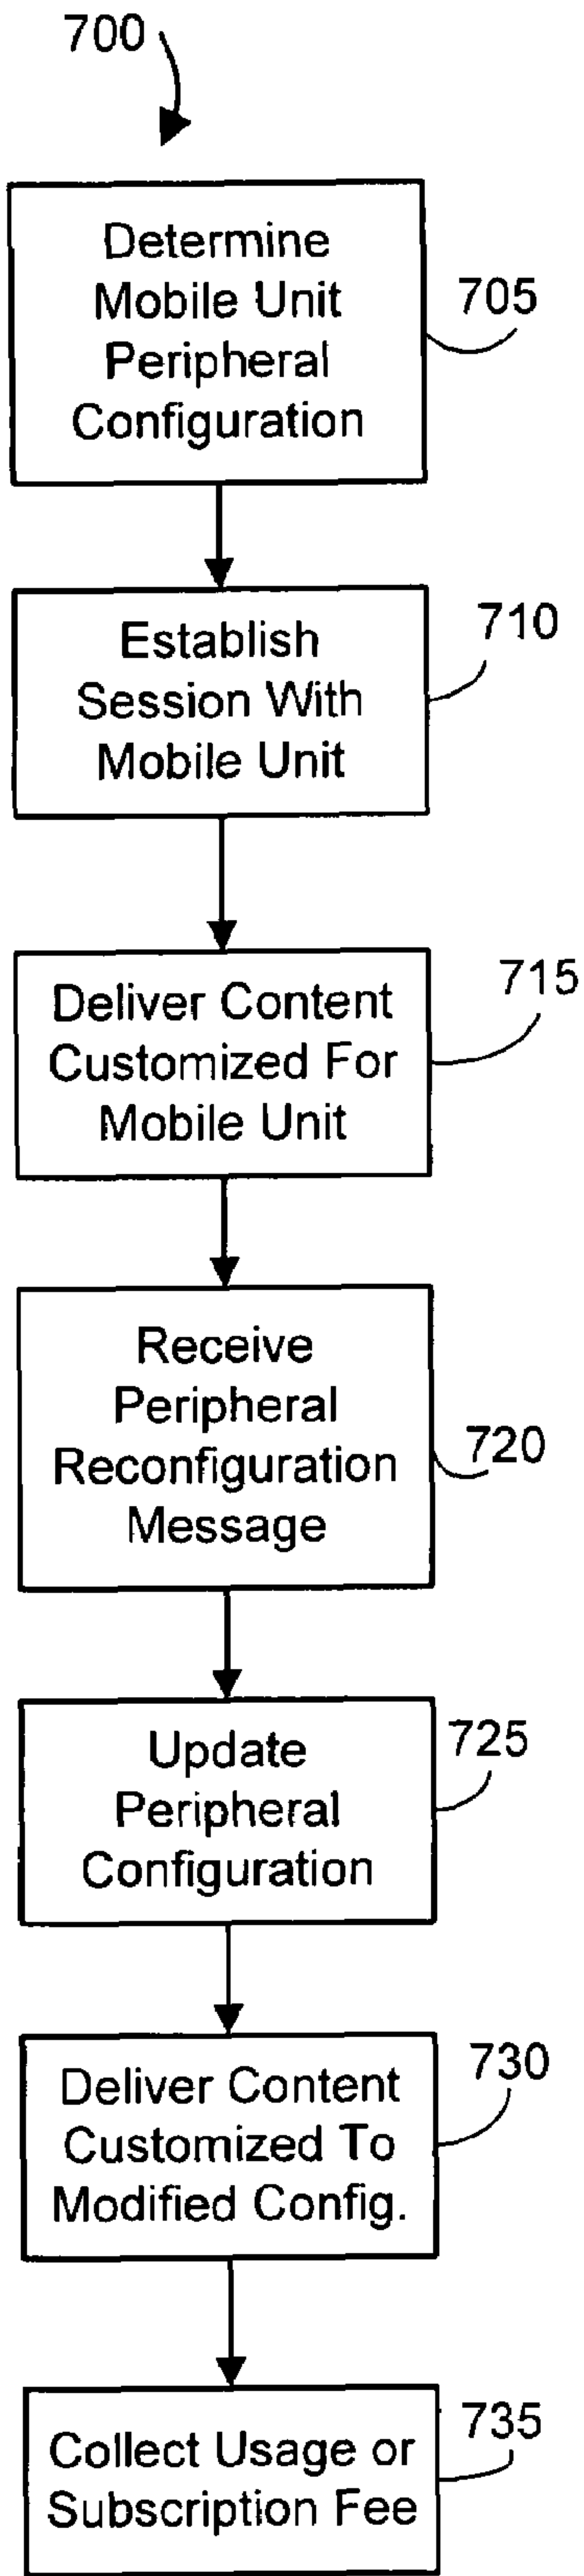 700
Determine
Mobile Unit
Peripheral
Configuration
705
Establish
Session With
Mobile Unit
710
Deliver Content
Customized For
Mobile Unit
715
Receive
Peripheral
Reconfiguration
Message
720
Update
Peripheral
Configuration
725
Deliver Content
Customized To
Modified Config.
730
Collect Usage or
Subscription Fee
735